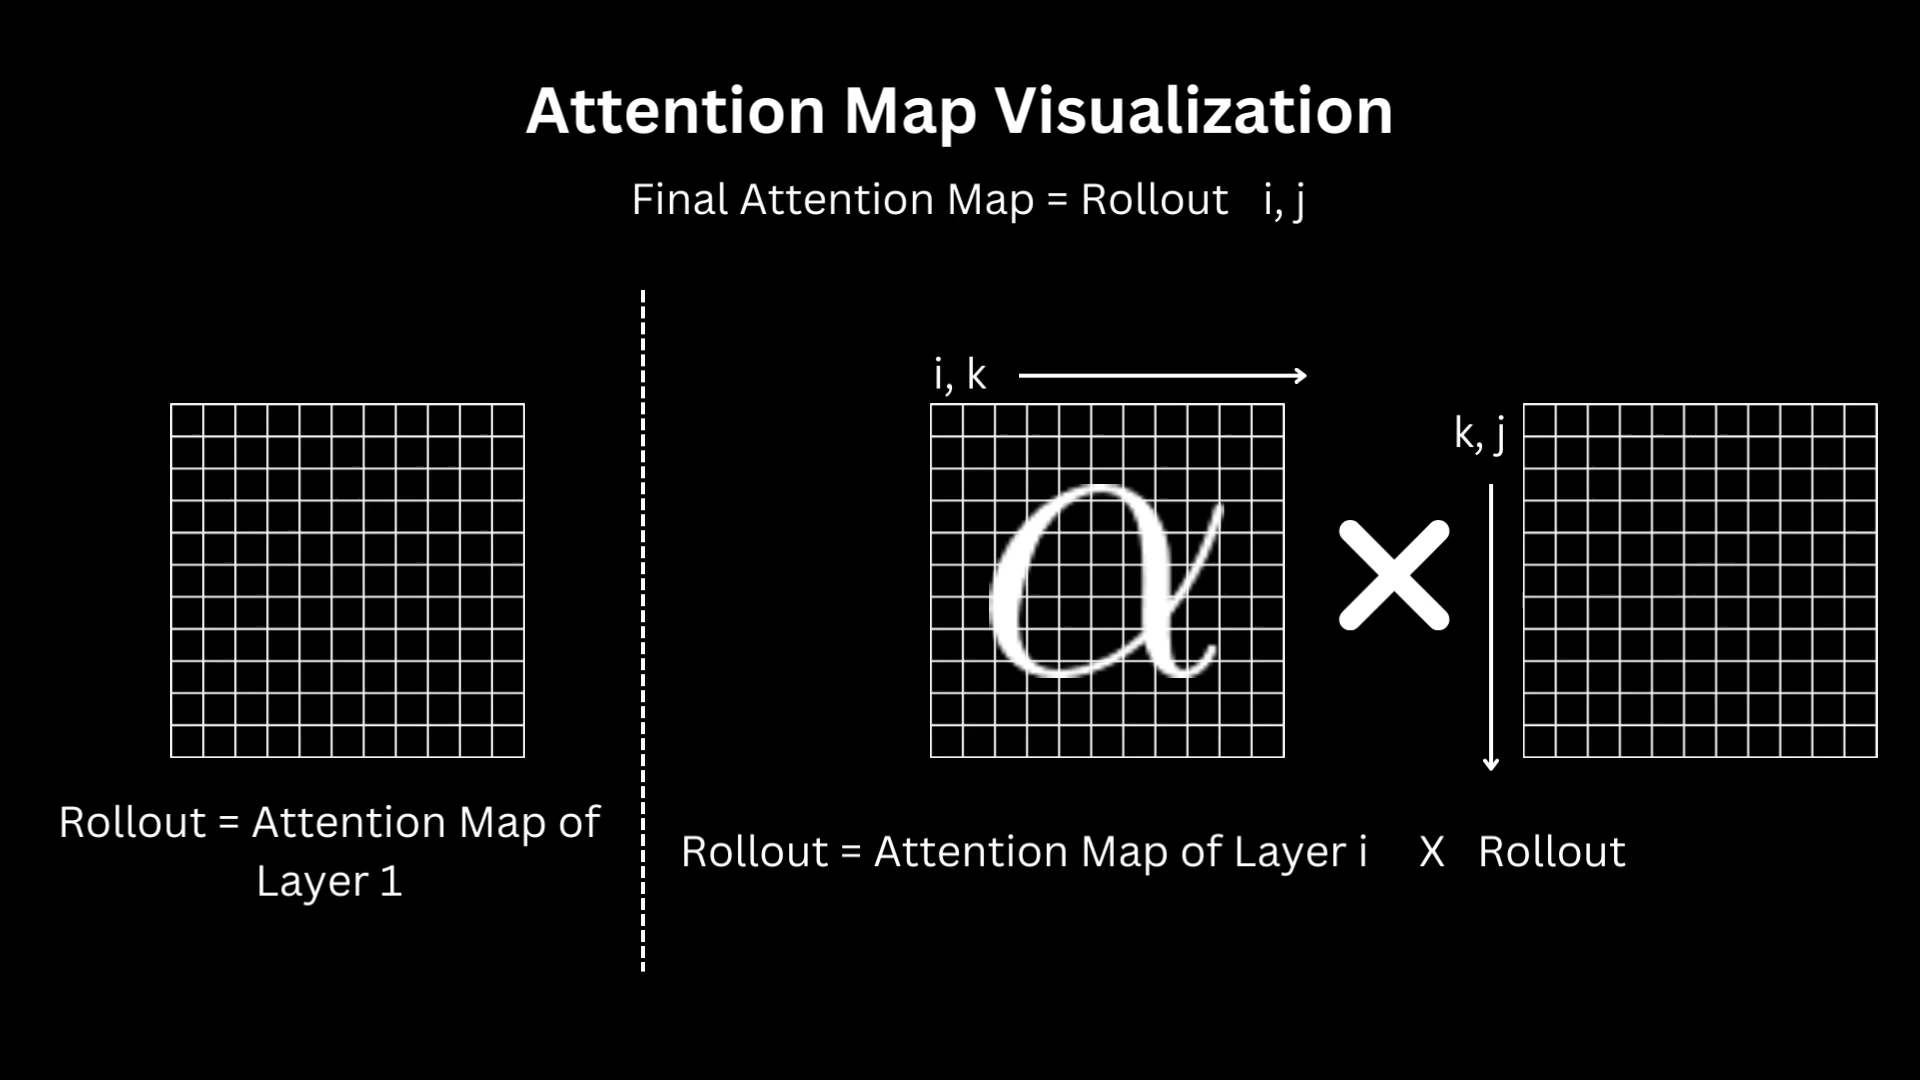 Attention Map Visualization
Final Attention Map = Rollout i, j
i, k
k, j
α
Rollout = Attention Map of
Layer 1
Rollout = Attention Map of Layer i X Rollout